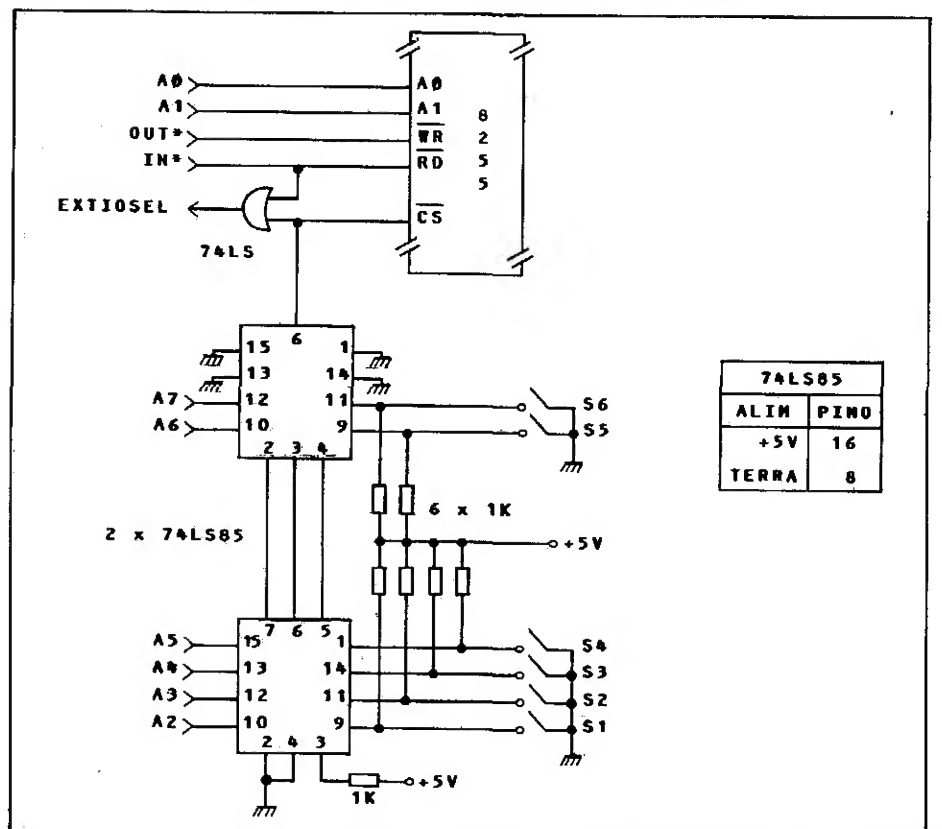 AØ
A1
OUT*
IN*
EXTIOSEL
74LS
AØ
A1
WR
RD
CS
8
2
5
5
15 6 1
13 14
A7 12 11 S6
A6 10 9 S5
2 3 4
6 x 1K
2 x 74LS85
+5V
7 6 5
A5 15 1 S4
A4 13 14 S3
A3 12 11 S2
A2 10 9 S1
2 4 3
+5V
1K
74LS85
ALIM PINO
+5V 16
TERRA 8